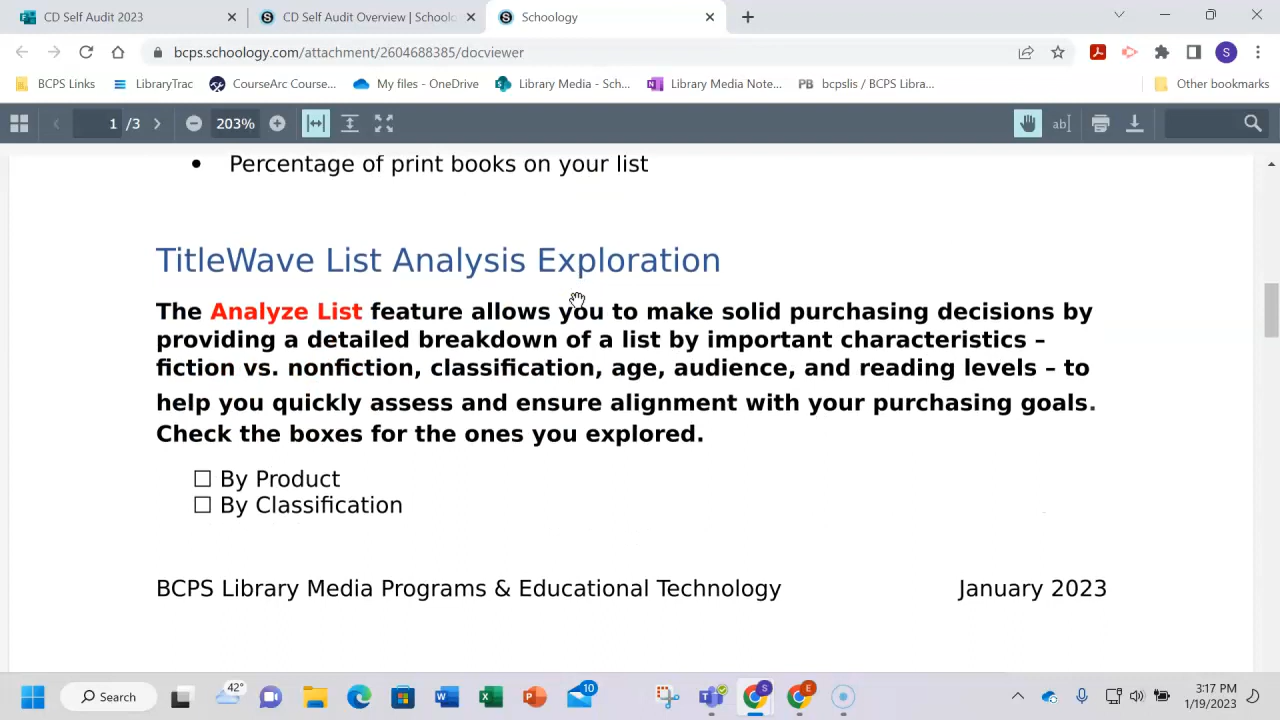 CD Self Audit 2023
CD Self Audit Overview | Schoolo
Schoology
bcps.schoology.com/attachment/2604688385/docviewer
BCPS Links
LibraryTrac
CourseArc Course...
My files - OneDrive
Library Media - Sch...
Library Media Note...
PB bcpslis / BCPS Libra...
Other bookmarks
1 /3
203%
• Percentage of print books on your list
TitleWave List Analysis Exploration
The Analyze List feature allows you to make solid purchasing decisions by
providing a detailed breakdown of a list by important characteristics –
fiction vs. nonfiction, classification, age, audience, and reading levels – to
help you quickly assess and ensure alignment with your purchasing goals.
Check the boxes for the ones you explored.
☐ By Product
☐ By Classification
BCPS Library Media Programs & Educational Technology January 2023
42°
Search
10
3:17 PM
1/19/2023